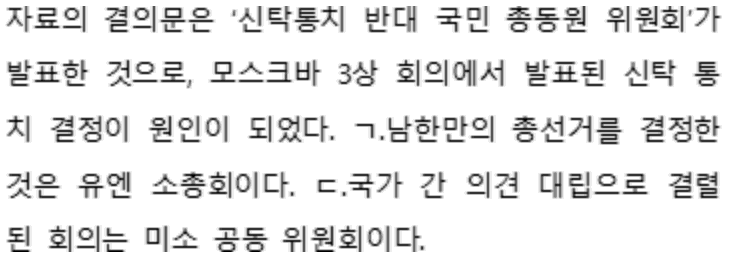 자료의 결의문은 ‘신탁통치 반대 국민 총동원 위원회’가
발표한 것으로, 모스크바 3상 회의에서 발표된 신탁 통
치 결정이 원인이 되었다. ㄱ.남한만의 총선거를 결정한
것은 유엔 소총회이다. ㄷ.국가 간 의견 대립으로 결렬
된 회의는 미소 공동 위원회이다.